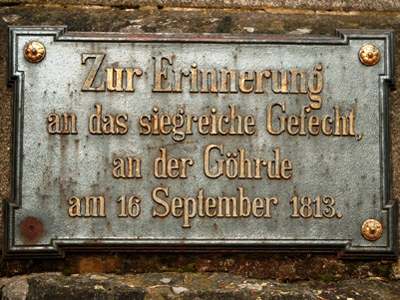 Zur Erinnerung
an das siegreiche Gefecht,
an der Göhrde
am 16 September 1813.